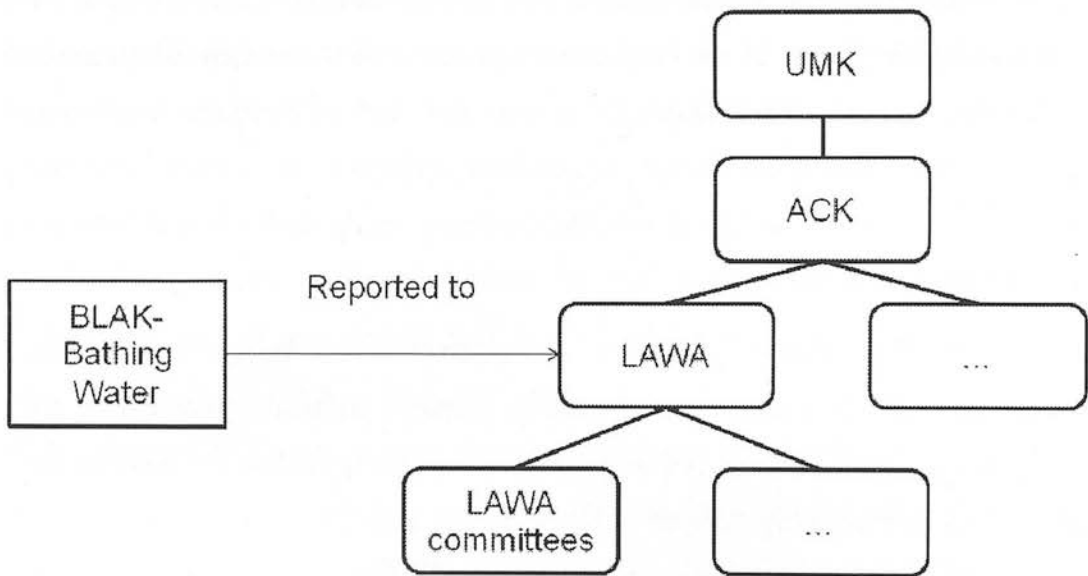 UMK
ACK
Reported to
BLAK-
Bathing
Water
LAWA
...
LAWA
committees
...